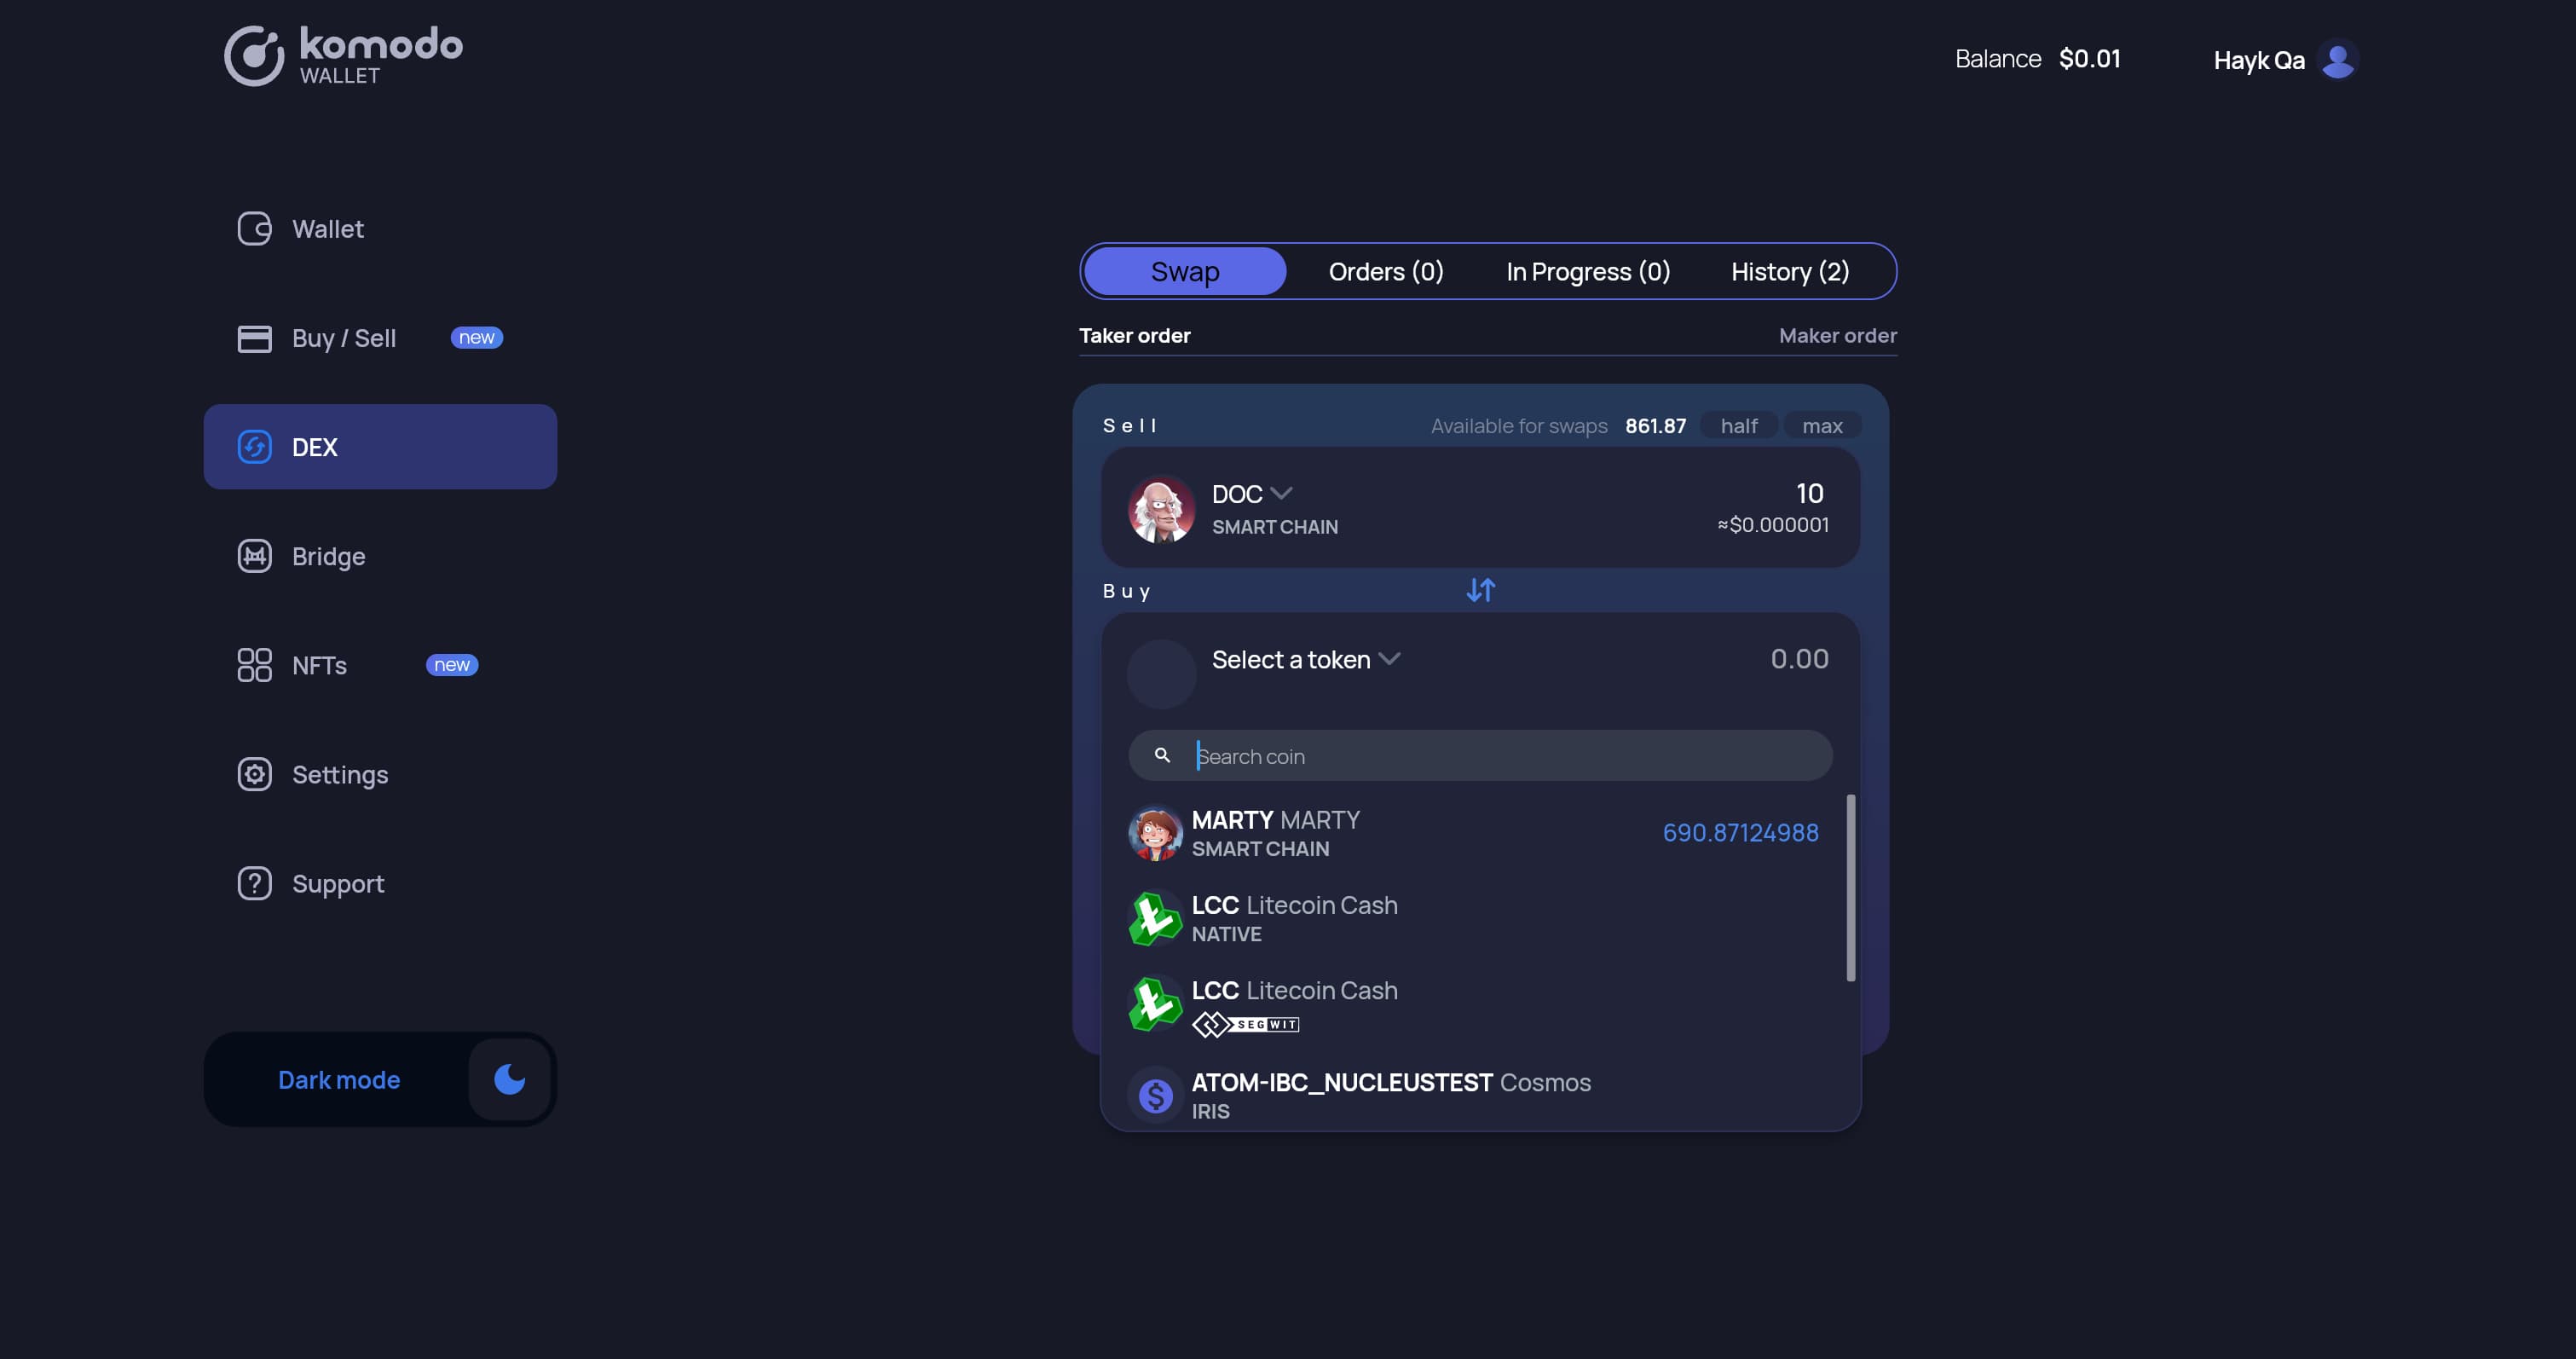 komodo
WALLET
Balance $0.01
Hayk Qa
Wallet
Buy / Sell new
DEX
Bridge
NFTs new
Settings
Support
Dark mode
Swap Orders (0) In Progress (0) History (2)
Taker order Maker order
Sell Available for swaps 861.87 half max
DOC 10
SMART CHAIN ≈$0.000001
Buy
Select a token 0.00
Search coin
MARTY MARTY 690.87124988
SMART CHAIN
LCC Litecoin Cash
NATIVE
LCC Litecoin Cash
SEGWIT
ATOM-IBC_NUCLEUSTEST Cosmos
IRIS